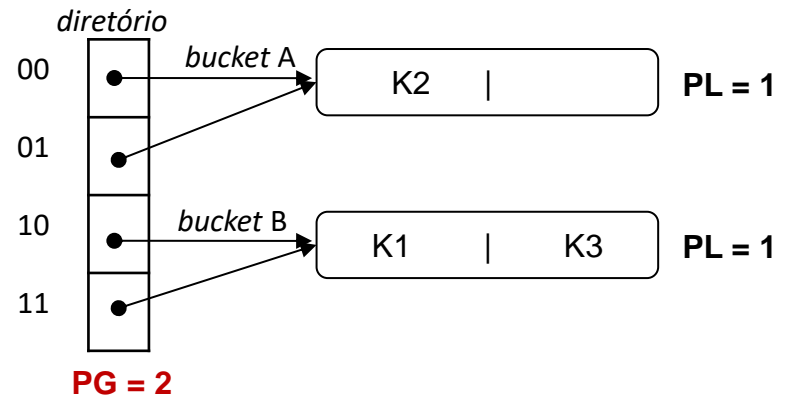 diretório
00 bucket A K2 | PL = 1
01
10 bucket B K1 | K3 PL = 1
11
PG = 2